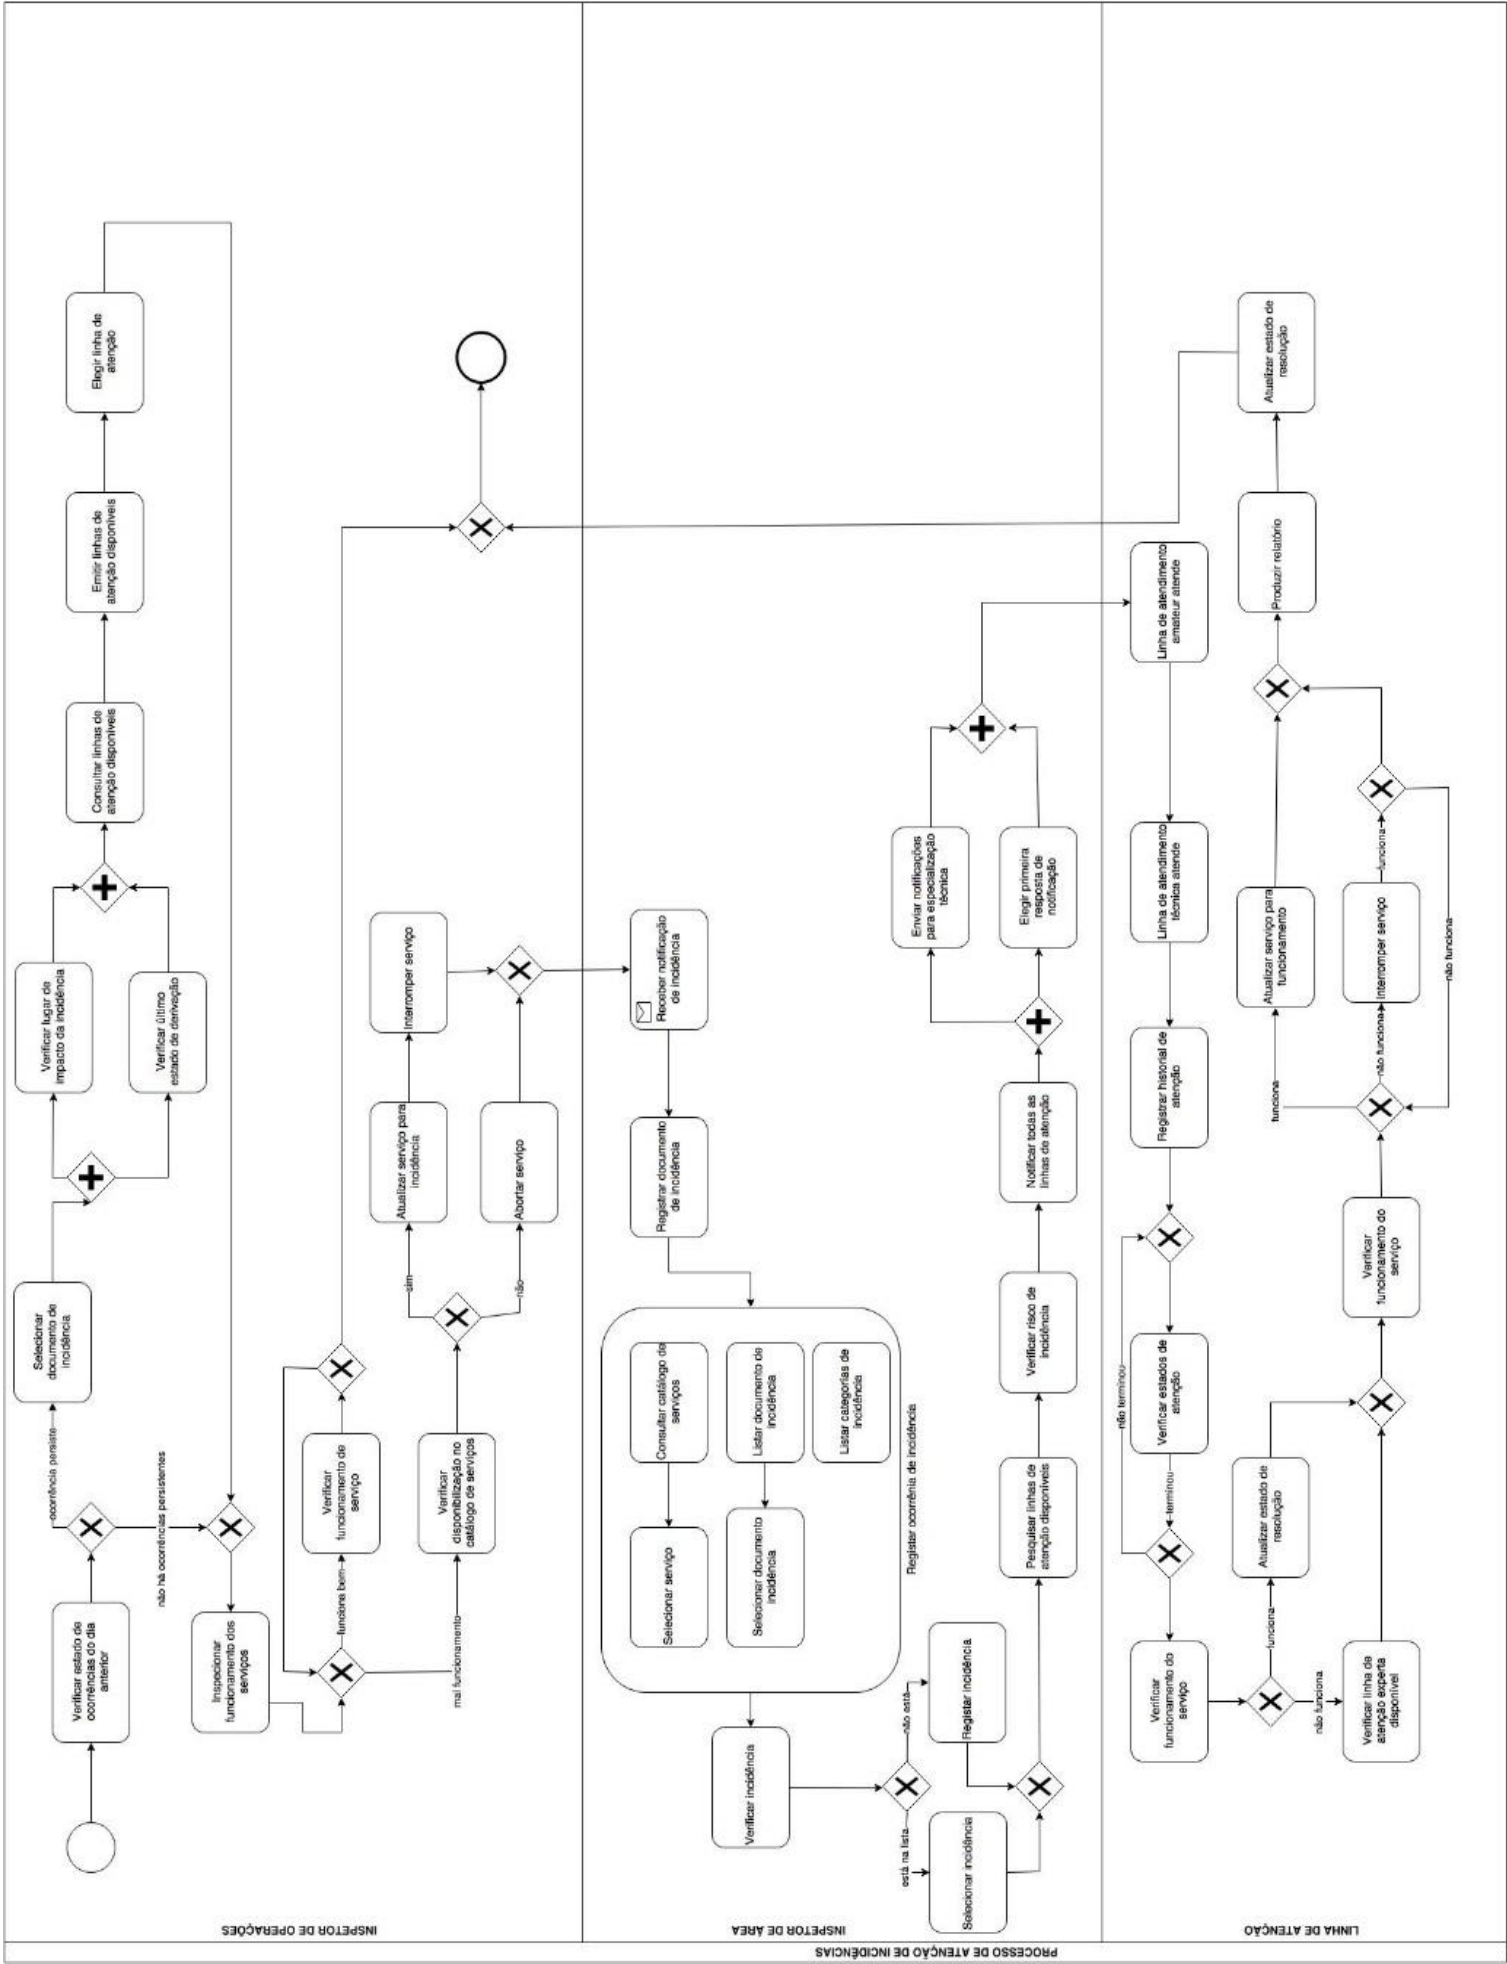 PROCESSO DE ATENÇÃO DE INCIDÊNCIAS
INSPETOR DE OPERAÇÕES
Verificar estado de
ocorrências do dia
anterior
ocorrência persiste
não há ocorrências persistentes
Selecionar
documento de
incidência
Verificar lugar de
impacto da incidência
Verificar último
estado de derivação
Consultar linhas de
atenção disponíveis
Emitir linhas de
atenção disponíveis
Elegir linha de
atenção
Inspecionar
funcionamento dos
serviços
funciona bem
mal funcionamento
Verificar
funcionamento de
serviço
Verificar
disponibilização no
catálogo de serviços
sim
não
Atualizar serviço para
incidência
Interromper serviço
Abortar serviço
INSPETOR DE ÁREA
Receber notificação
de incidência
Registrar documento
de incidência
Consultar catálogo de
serviços
Selecionar serviço
Listar documento de
incidência
Selecionar documento
incidência
Listar categorias de
incidência
Registar ocorrênia de incidência
Verificar incidência
não está
está na lista
Registar incidência
Selecionar incidência
Pesquisar linhas de
atenção disponíveis
Verificar risco de
incidência
Notificar todas as
linhas de atenção
Enviar notificações
para especialização
técnica
Elegir primeira
resposta de
notificação
LINHA DE ATENÇÃO
Linha de atendimento
amateur atende
Linha de atendimento
técnica atende
Registrar historial de
atenção
Verificar estados de
atenção
não terminou
terminou
Verificar
funcionamento do
serviço
funciona
não funciona
Atualizar estado de
resolução
Verificar linha de
atenção experta
disponível
Verificar
funcionamento do
serviço
funciona
não funciona
Atualizar serviço para
funcionamento
Interromper serviço
funciona
não funciona
Produzir relatório
Atualizar estado de
resolução